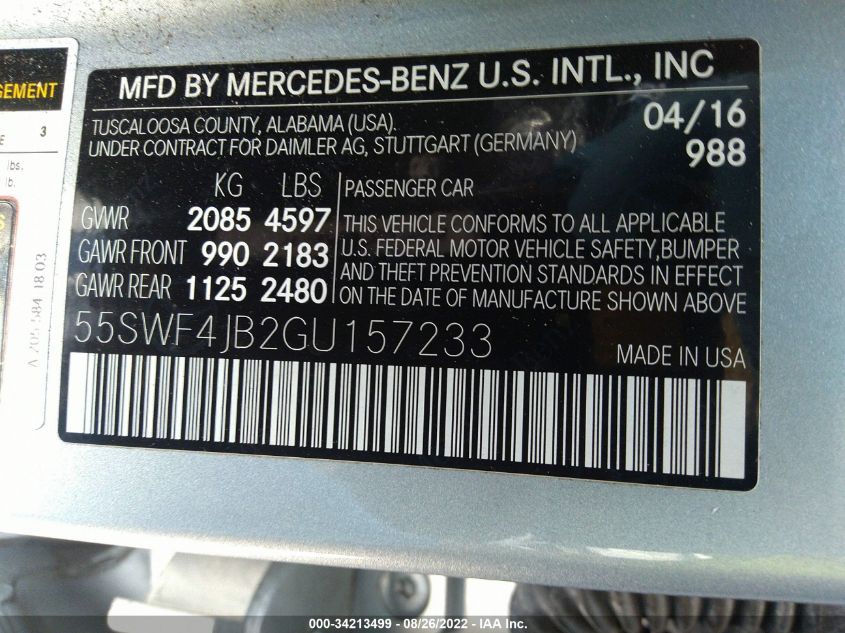 GEMENT
E 3
lbs.
lb.
S
A 205 584 18 03
MFD BY MERCEDES-BENZ U.S. INTL., INC
TUSCALOOSA COUNTY, ALABAMA (USA). 04/16
UNDER CONTRACT FOR DAIMLER AG, STUTTGART (GERMANY) 988
KG LBS PASSENGER CAR
GVWR 2085 4597 THIS VEHICLE CONFORMS TO ALL APPLICABLE
GAWR FRONT 990 2183 U.S. FEDERAL MOTOR VEHICLE SAFETY,BUMPER
AND THEFT PREVENTION STANDARDS IN EFFECT
GAWR REAR 1125 2480 ON THE DATE OF MANUFACTURE SHOWN ABOVE
55SWF4JB2GU157233 MADE IN USA
000-34213499 - 08/26/2022 - IAA Inc.